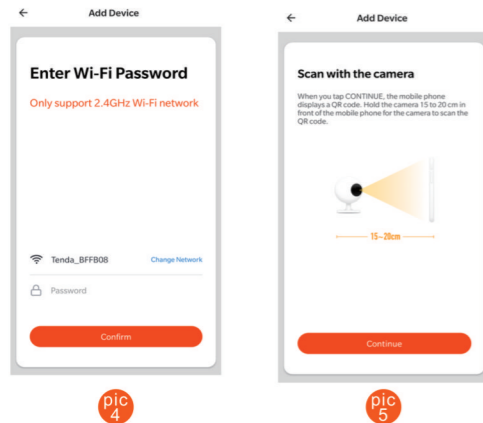 Add Device
Enter Wi-Fi Password
Only support 2.4GHz Wi-Fi network
Tenda_BFFB08 Change Network
Password
Confirm
pic
4
Add Device
Scan with the camera
When you tap CONTINUE, the mobile phone
displays a QR code. Hold the camera 15 to 20 cm in
front of the mobile phone for the camera to scan the
QR code.
15-20cm
Continue
pic
5